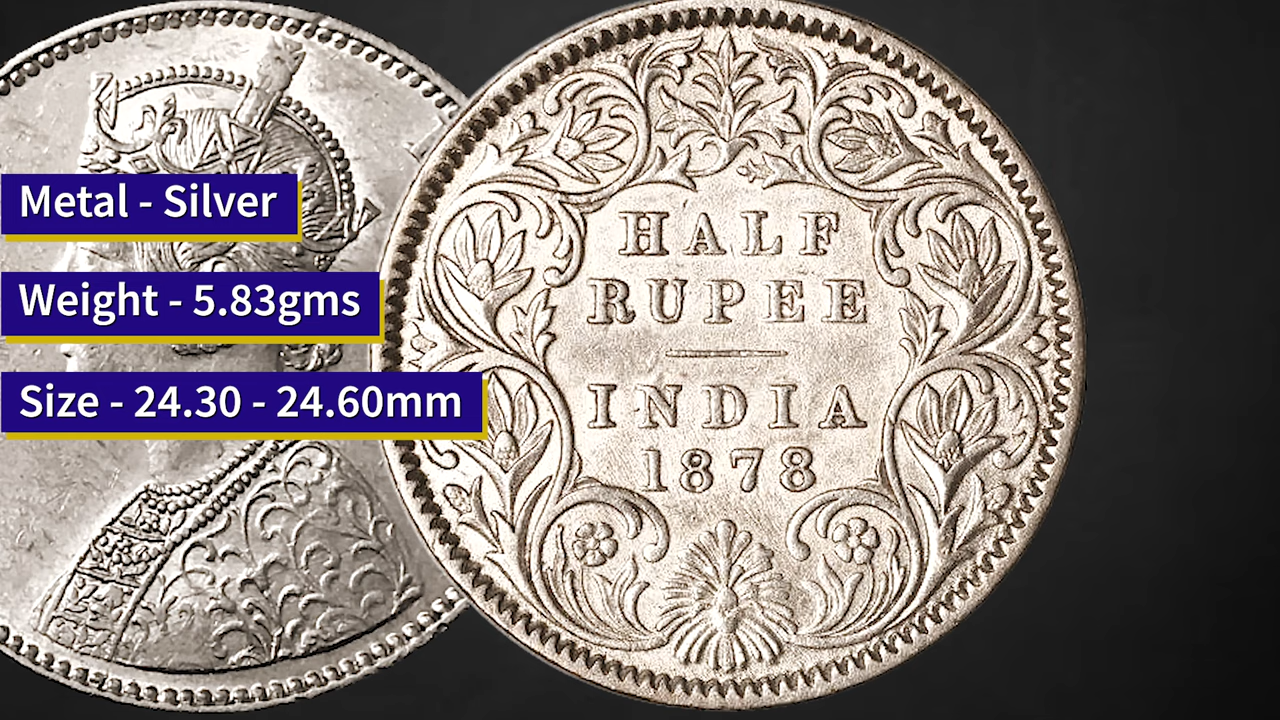 Metal - Silver
Weight - 5.83gms
Size - 24.30 - 24.60mm
HALF
RUPEE
INDIA
1878